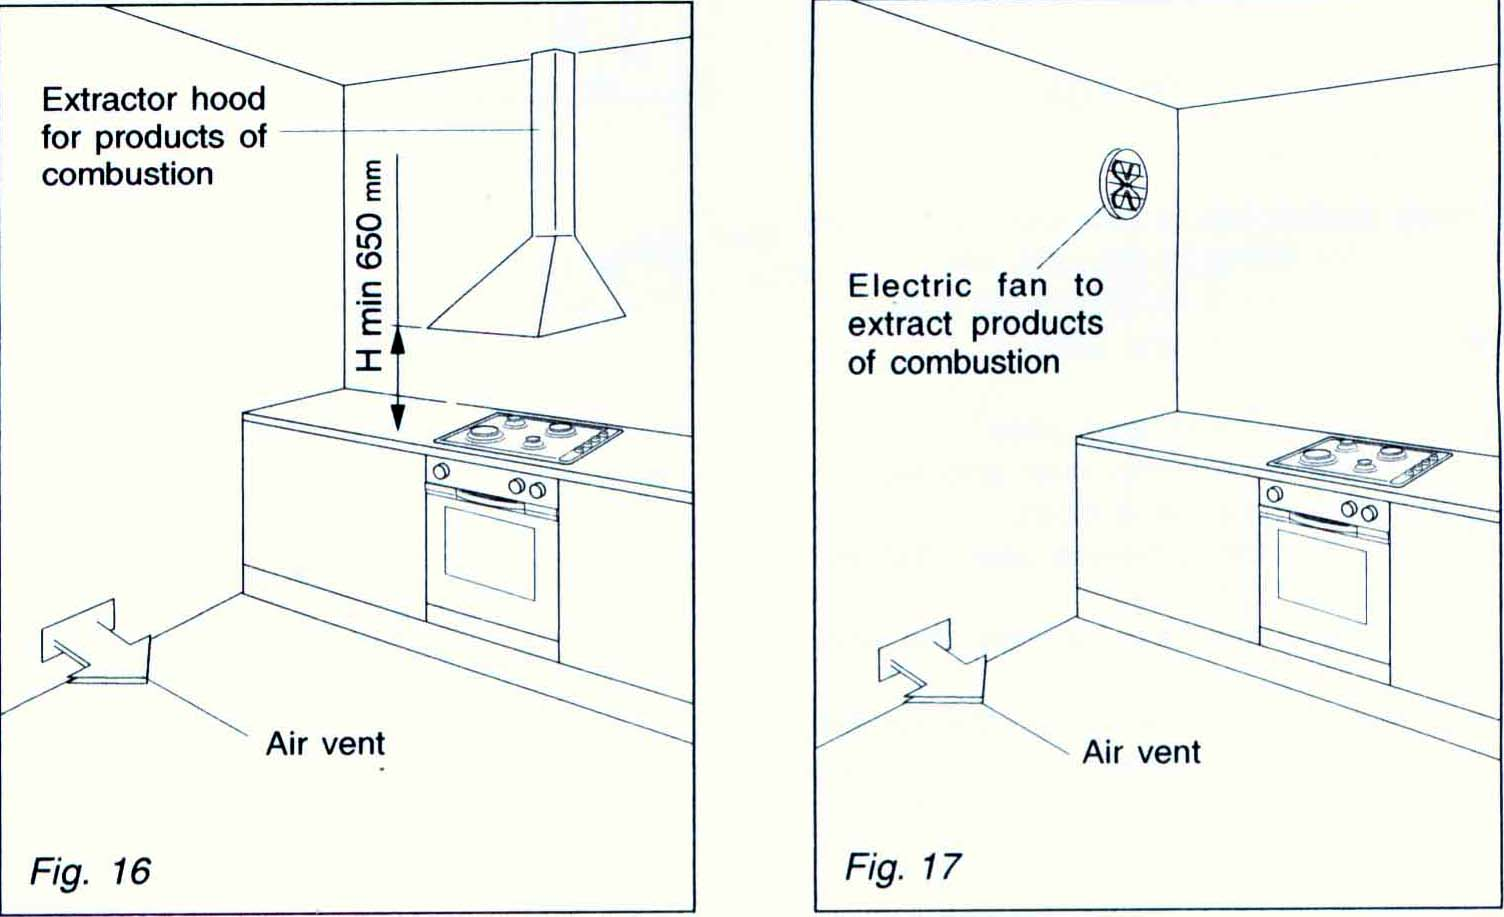 Extractor hood
for products of
combustion
H min 650 mm
Air vent
Fig. 16
Electric fan to
extract products
of combustion
Air vent
Fig. 17